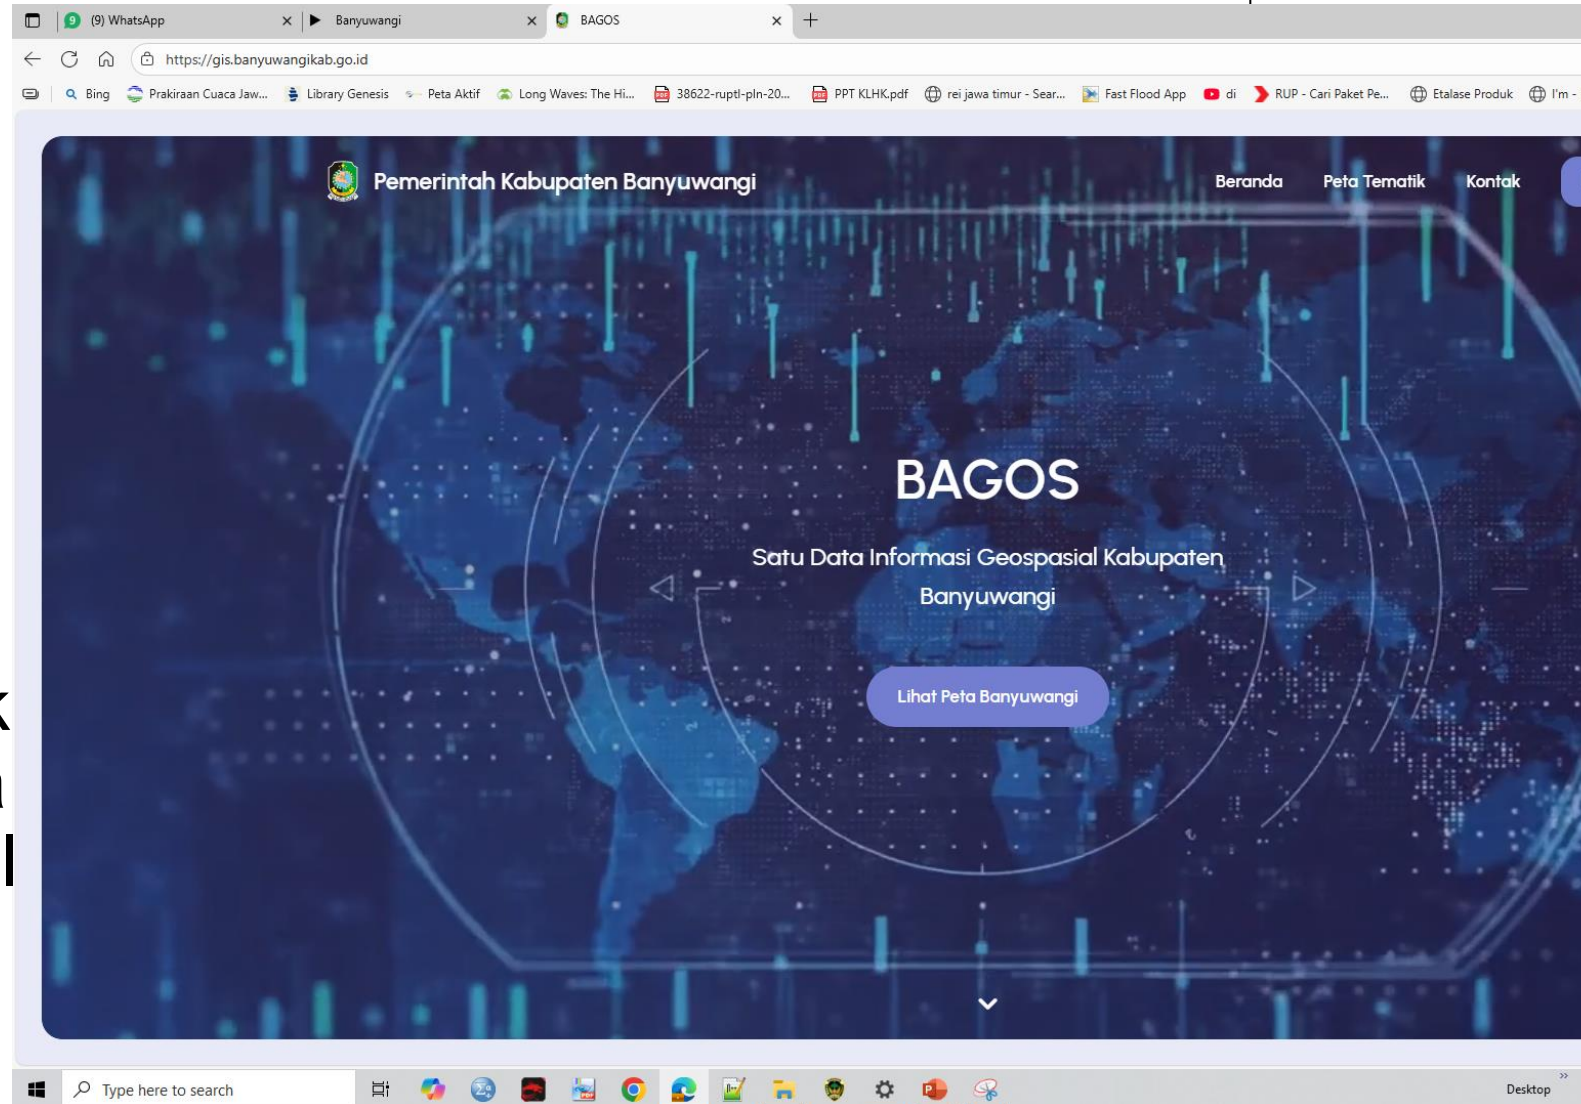 (9) WhatsApp
Banyuwangi
BAGOS
https://gis.banyuwangikab.go.id
Bing
Prakiraan Cuaca Jaw...
Library Genesis
Peta Aktif
Long Waves: The Hi...
38622-ruptl-pln-20...
PPT KLHK.pdf
rei jawa timur - Sear...
Fast Flood App
di
RUP - Cari Paket Pe...
Etalase Produk
I'm -
Pemerintah Kabupaten Banyuwangi
Beranda
Peta Tematik
Kontak
BAGOS
Satu Data Informasi Geospasial Kabupaten
Banyuwangi
Lihat Peta Banyuwangi
Type here to search
Desktop